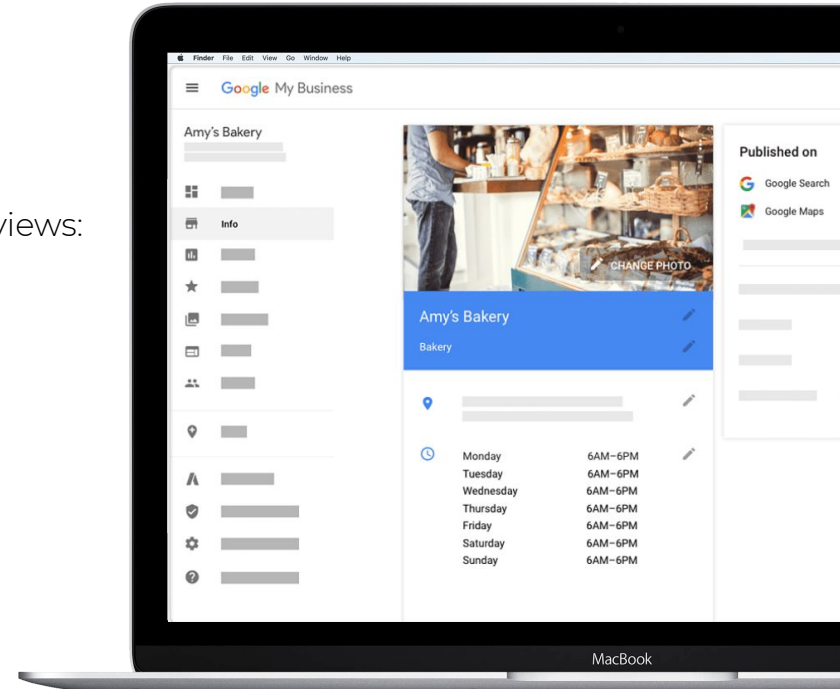 Finder File Edit View Go Window Help
Google My Business
Amy's Bakery
views:
Info
CHANGE PHOTO
Amy's Bakery
Bakery
Monday 6AM–6PM
Tuesday 6AM–6PM
Wednesday 6AM–6PM
Thursday 6AM–6PM
Friday 6AM–6PM
Saturday 6AM–6PM
Sunday 6AM–6PM
Published on
Google Search
Google Maps
MacBook